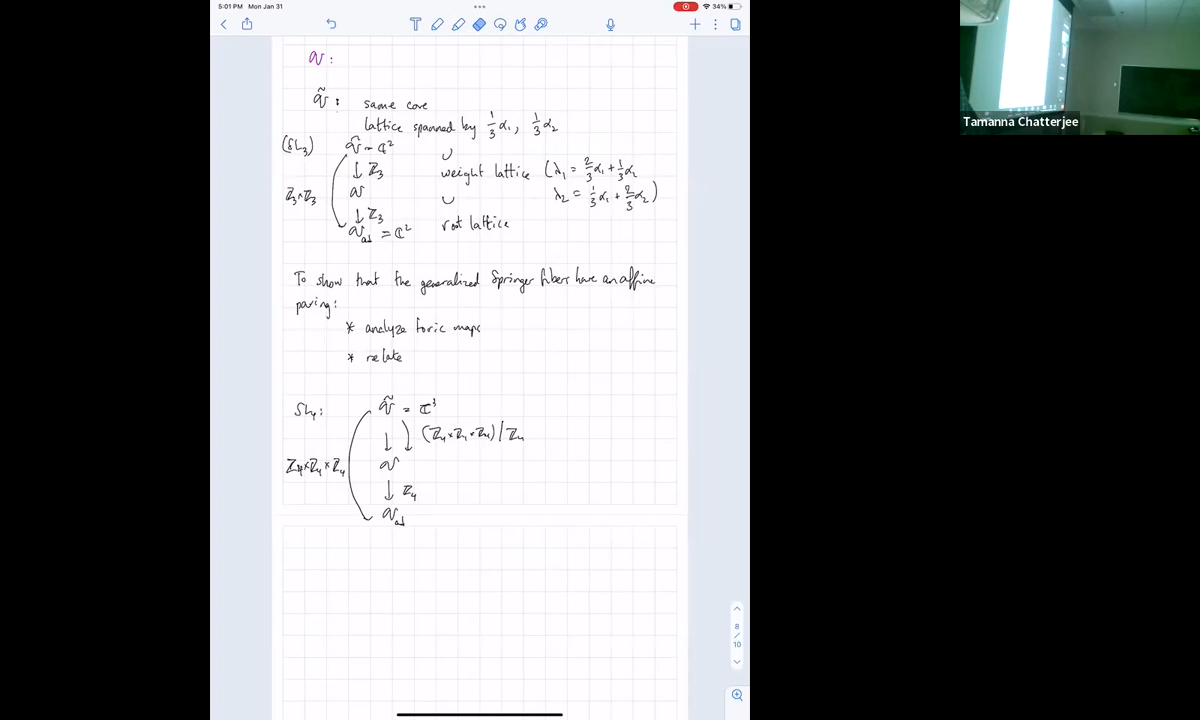 5:01 PM Mon Jan 31
34%
𝒱 :
𝒱̃ : same cone
lattice spanned by 1/3 α₁, 1/3 α₂
(SL₃) 𝒱̃ = ℂ² ∪
↓ ℤ₃ weight lattice (λ₁ = 2/3 α₁ + 1/3 α₂
ℤ₃×ℤ₃ 𝒱 ∪ λ₂ = 1/3 α₁ + 2/3 α₂)
↓ ℤ₃
𝒱ad = ℂ² root lattice
To show that the generalized Springer fibers have an affine
paving:
* analyze toric maps
* relate
SL₄: 𝒱̃ = ℂ³
↓ ↓ (ℤ₄×ℤ₄×ℤ₄)/ℤ₄
ℤ₄×ℤ₄×ℤ₄ 𝒱
↓ ℤ₄
𝒱ad
8
/
10
Tamanna Chatterjee